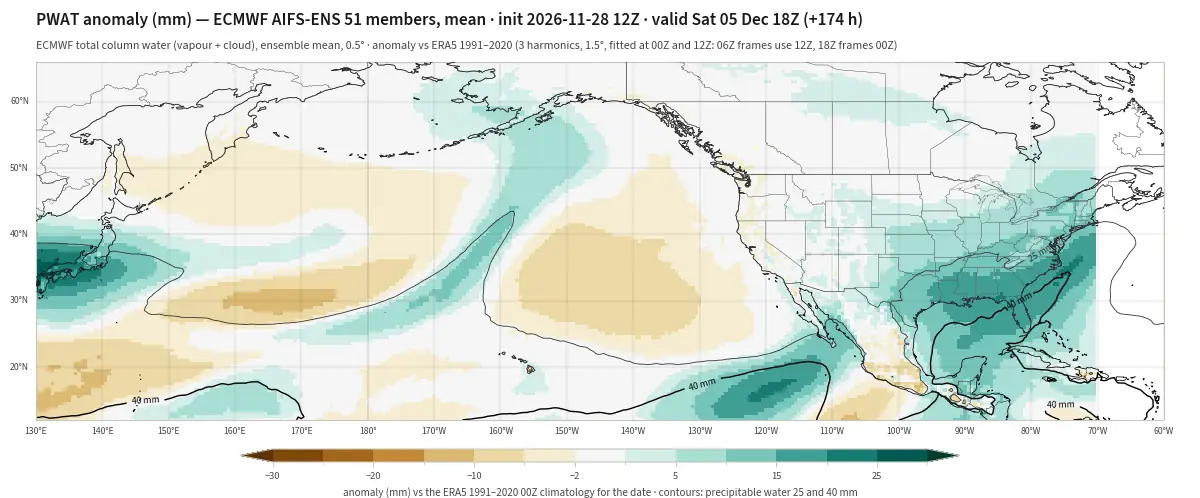 PWAT anomaly (mm) — ECMWF AIFS-ENS 51 members, mean · init 2026-11-28 12Z · valid Sat 05 Dec 18Z (+174 h)
ECMWF total column water (vapour + cloud), ensemble mean, 0.5° · anomaly vs ERA5 1991–2020 (3 harmonics, 1.5°, fitted at 00Z and 12Z: 06Z frames use 12Z, 18Z frames 00Z)
60°N
50°N
40°N
25 mm
30°N
40 mm
20°N
40 mm
40 mm
40 mm
130°E 140°E 150°E 160°E 170°E 180° 170°W 160°W 150°W 140°W 130°W 120°W 110°W 100°W 90°W 80°W 70°W 60°W
−30 −20 −10 −2 5 15 25
anomaly (mm) vs the ERA5 1991–2020 00Z climatology for the date · contours: precipitable water 25 and 40 mm